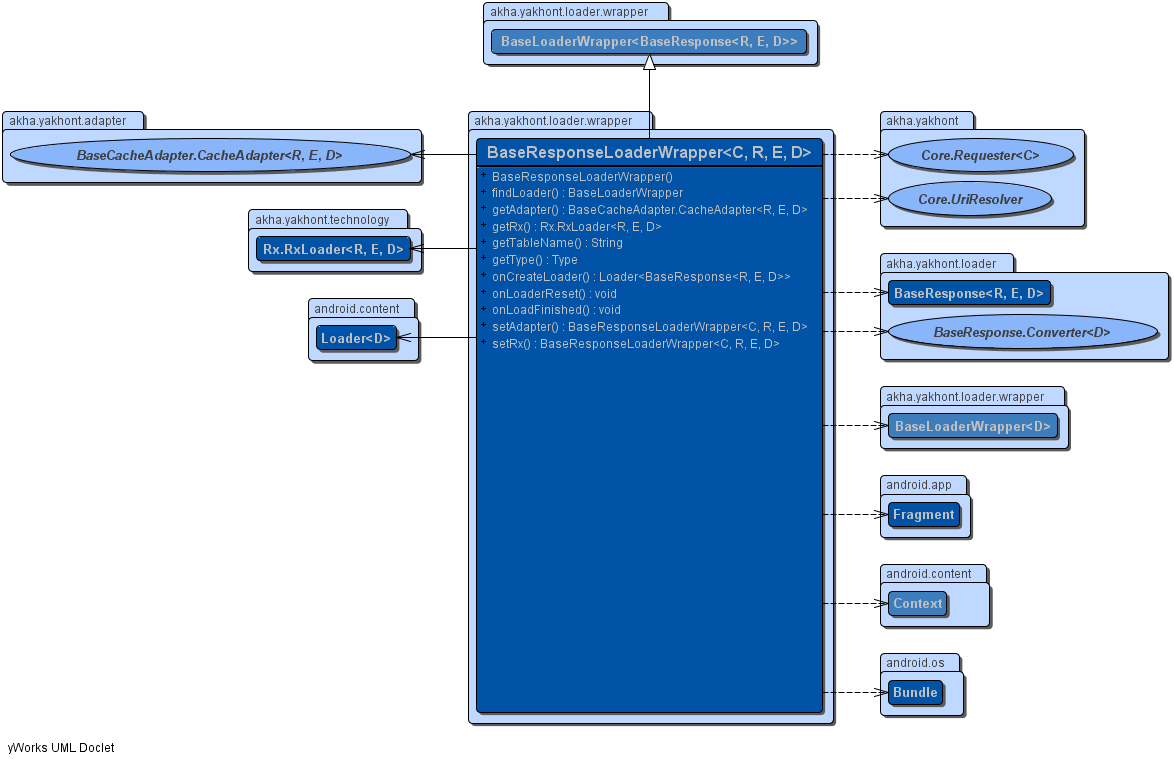 akha.yakhont.loader.wrapper
BaseLoaderWrapper<BaseResponse<R, E, D>>
akha.yakhont.adapter
BaseCacheAdapter.CacheAdapter<R, E, D>
akha.yakhont.technology
Rx.RxLoader<R, E, D>
android.content
Loader<D>
akha.yakhont.loader.wrapper
BaseResponseLoaderWrapper<C, R, E, D>
+ BaseResponseLoaderWrapper()
+ findLoader() : BaseLoaderWrapper
+ getAdapter() : BaseCacheAdapter.CacheAdapter<R, E, D>
+ getRx() : Rx.RxLoader<R, E, D>
+ getTableName() : String
+ getType() : Type
+ onCreateLoader() : Loader<BaseResponse<R, E, D>>
+ onLoaderReset() : void
+ onLoadFinished() : void
+ setAdapter() : BaseResponseLoaderWrapper<C, R, E, D>
+ setRx() : BaseResponseLoaderWrapper<C, R, E, D>
akha.yakhont
Core.Requester<C>
Core.UriResolver
akha.yakhont.loader
BaseResponse<R, E, D>
BaseResponse.Converter<D>
akha.yakhont.loader.wrapper
BaseLoaderWrapper<D>
android.app
Fragment
android.content
Context
android.os
Bundle
yWorks UML Doclet